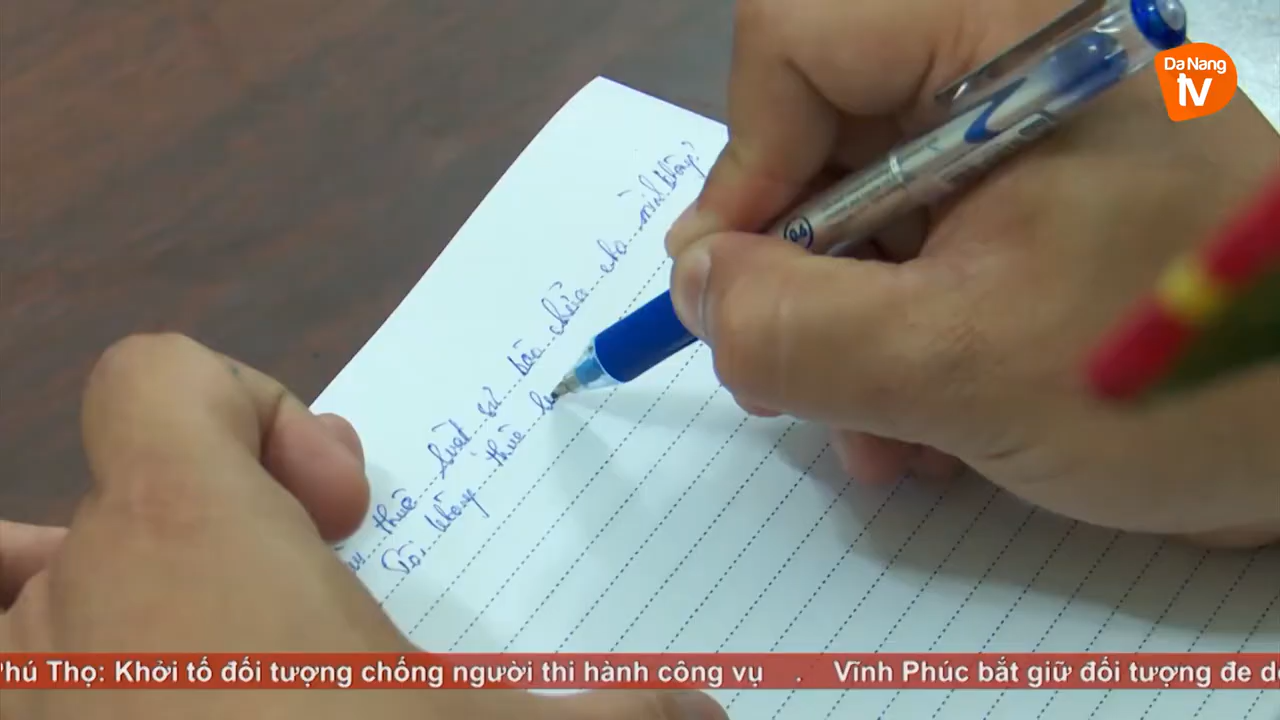 Da Nang
tv
thuê luật sư bào chữa cho mình không?
Tôi không thuê
Phú Thọ: Khởi tố đối tượng chống người thi hành công vụ . Vĩnh Phúc bắt giữ đối tượng đe d